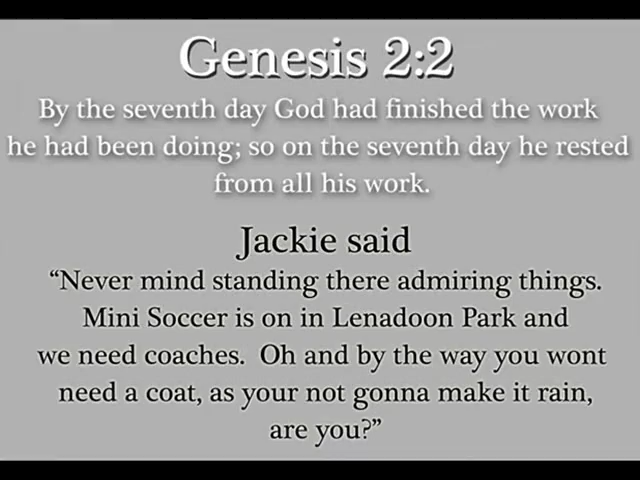 Genesis 2:2
By the seventh day God had finished the work
he had been doing; so on the seventh day he rested
from all his work.
Jackie said
“Never mind standing there admiring things.
Mini Soccer is on in Lenadoon Park and
we need coaches.  Oh and by the way you wont
need a coat, as your not gonna make it rain,
are you?”